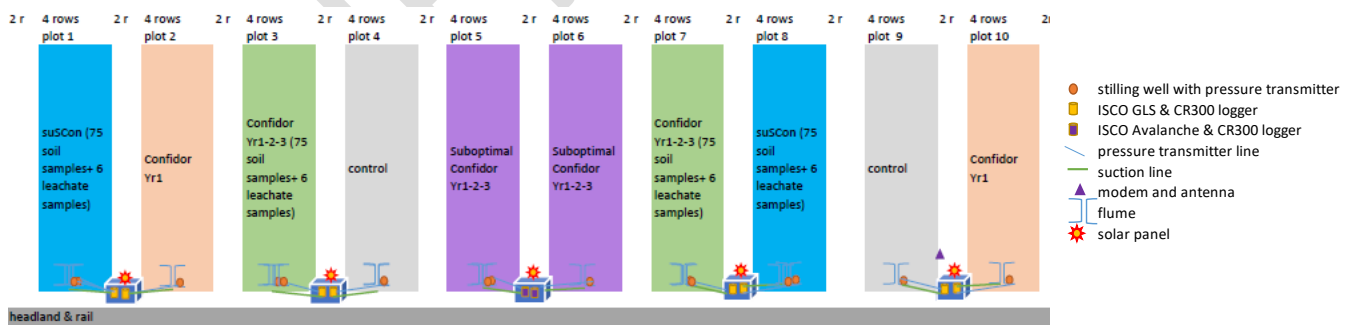 2 r 4 rows 2 r 4 rows 2 r 4 rows 2 r 4 rows 2 r 4 rows 2 r 4 rows 2 r 4 rows 2 r 4 rows 2 r 4 rows 2 r 4 rows
plot 1 plot 2 plot 3 plot 4 plot 5 plot 6 plot 7 plot 8 plot 9 plot 10
suSCon (75
soil
samples+ 6
leachate
samples)
Confidor
Yr1
Confidor
Yr1-2-3 (75
soil
samples+ 6
leachate
samples)
control
Suboptimal
Confidor
Yr1-2-3
Suboptimal
Confidor
Yr1-2-3
Confidor
Yr1-2-3 (75
soil
samples+ 6
leachate
samples)
suSCon (75
soil
samples+ 6
leachate
samples)
control
Confidor
Yr1
headland & rail
stilling well with pressure transmitter
ISCO GLS & CR300 logger
ISCO Avalanche & CR300 logger
pressure transmitter line
suction line
modem and antenna
flume
solar panel